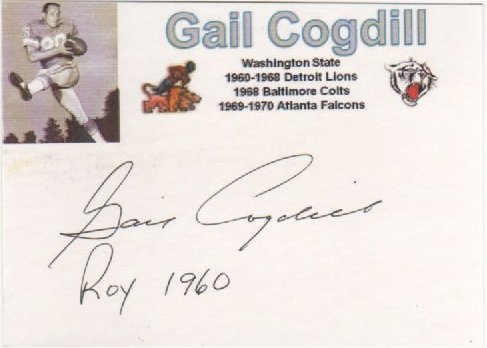 Gail Cogdill
Washington State
1960-1968 Detroit Lions
1968 Baltimore Colts
1969-1970 Atlanta Falcons
Gail Cogdill
Roy 1960